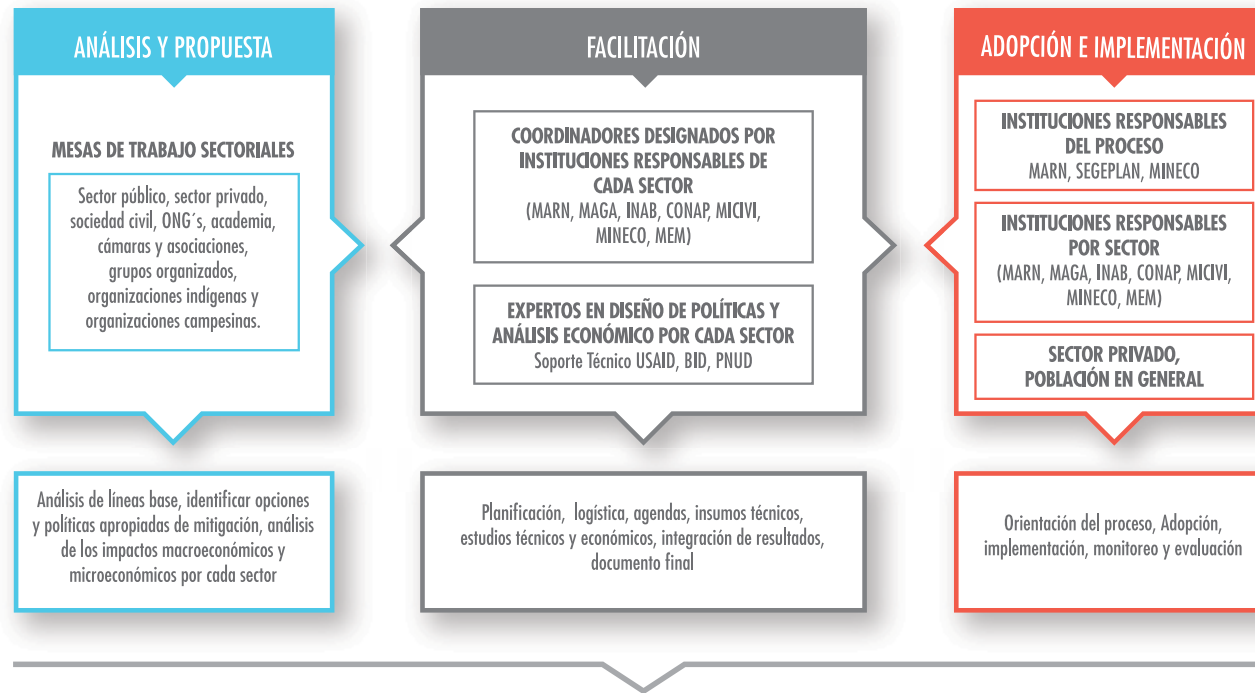 ANÁLISIS Y PROPUESTA
MESAS DE TRABAJO SECTORIALES
Sector público, sector privado,
sociedad civil, ONG´s, academia,
cámaras y asociaciones,
grupos organizados,
organizaciones indígenas y
organizaciones campesinas.
Análisis de líneas base, identificar opciones
y políticas apropiadas de mitigación, análisis
de los impactos macroeconómicos y
microeconómicos por cada sector
FACILITACIÓN
COORDINADORES DESIGNADOS POR
INSTITUCIONES RESPONSABLES DE
CADA SECTOR
(MARN, MAGA, INAB, CONAP, MICIVI,
MINECO, MEM)
EXPERTOS EN DISEÑO DE POLÍTICAS Y
ANÁLISIS ECONÓMICO POR CADA SECTOR
Soporte Técnico USAID, BID, PNUD
Planificación, logística, agendas, insumos técnicos,
estudios técnicos y económicos, integración de resultados,
documento final
ADOPCIÓN E IMPLEMENTACIÓN
INSTITUCIONES RESPONSABLES
DEL PROCESO
MARN, SEGEPLAN, MINECO
INSTITUCIONES RESPONSABLES
POR SECTOR
(MARN, MAGA, INAB, CONAP, MICIVI,
MINECO, MEM)
SECTOR PRIVADO,
POBLACIÓN EN GENERAL
Orientación del proceso, Adopción,
implementación, monitoreo y evaluación